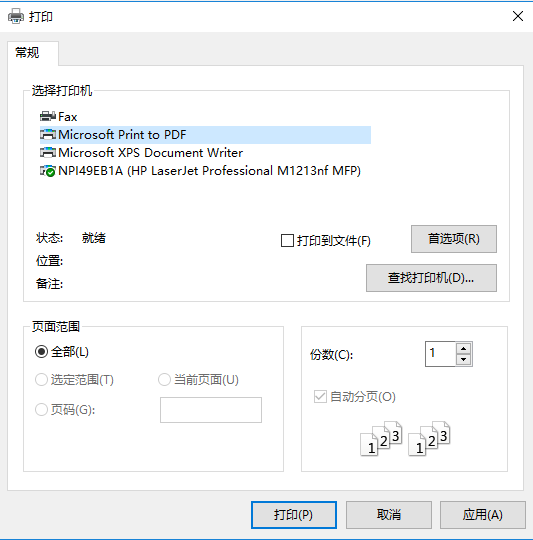 打印
常规
选择打印机
Fax
Microsoft Print to PDF
Microsoft XPS Document Writer
NPI49EB1A (HP LaserJet Professional M1213nf MFP)
状态: 就绪
打印到文件(F)
首选项(R)
位置:
备注:
查找打印机(D)...
页面范围
全部(L)
选定范围(T)
当前页面(U)
页码(G):
份数(C):
1
自动分页(O)
1 2 3 1 2 3
打印(P)
取消
应用(A)